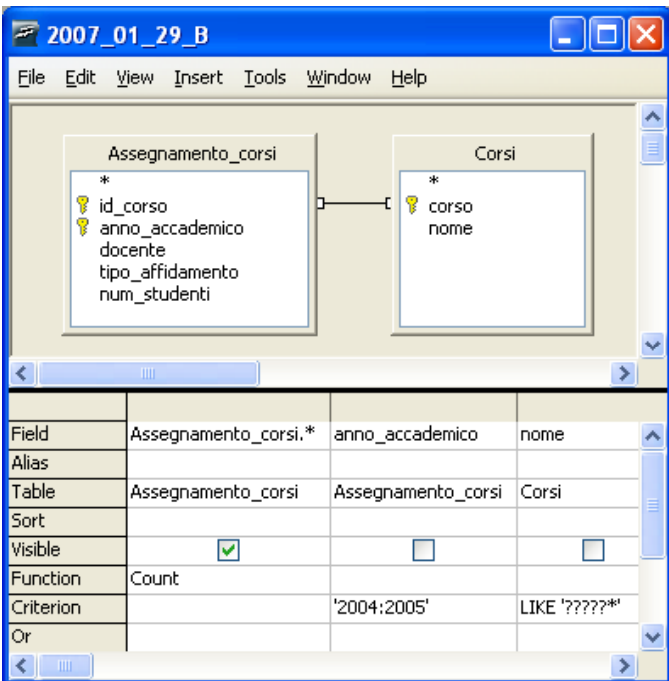 2007_01_29_B
File Edit View Insert Tools Window Help
Assegnamento_corsi
*
id_corso
anno_accademico
docente
tipo_affidamento
num_studenti
Corsi
*
corso
nome
Field Assegnamento_corsi.* anno_accademico nome
Alias
Table Assegnamento_corsi Assegnamento_corsi Corsi
Sort
Visible
Function Count
Criterion '2004:2005' LIKE '?????*'
Or